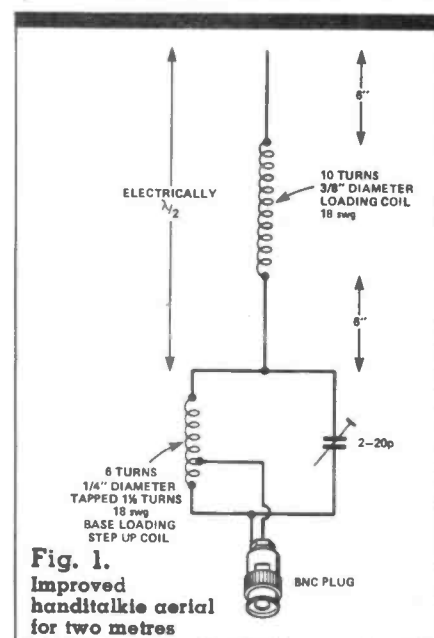 6"
ELECTRICALLY
λ/2
10 TURNS
3/8" DIAMETER
LOADING COIL
18 swg
6"
6 TURNS
1/4" DIAMETER
TAPPED 1½ TURNS
18 swg
BASE LOADING
STEP UP COIL
2–20p
BNC PLUG
Fig. 1.
Improved
handitalkie aerial
for two metres